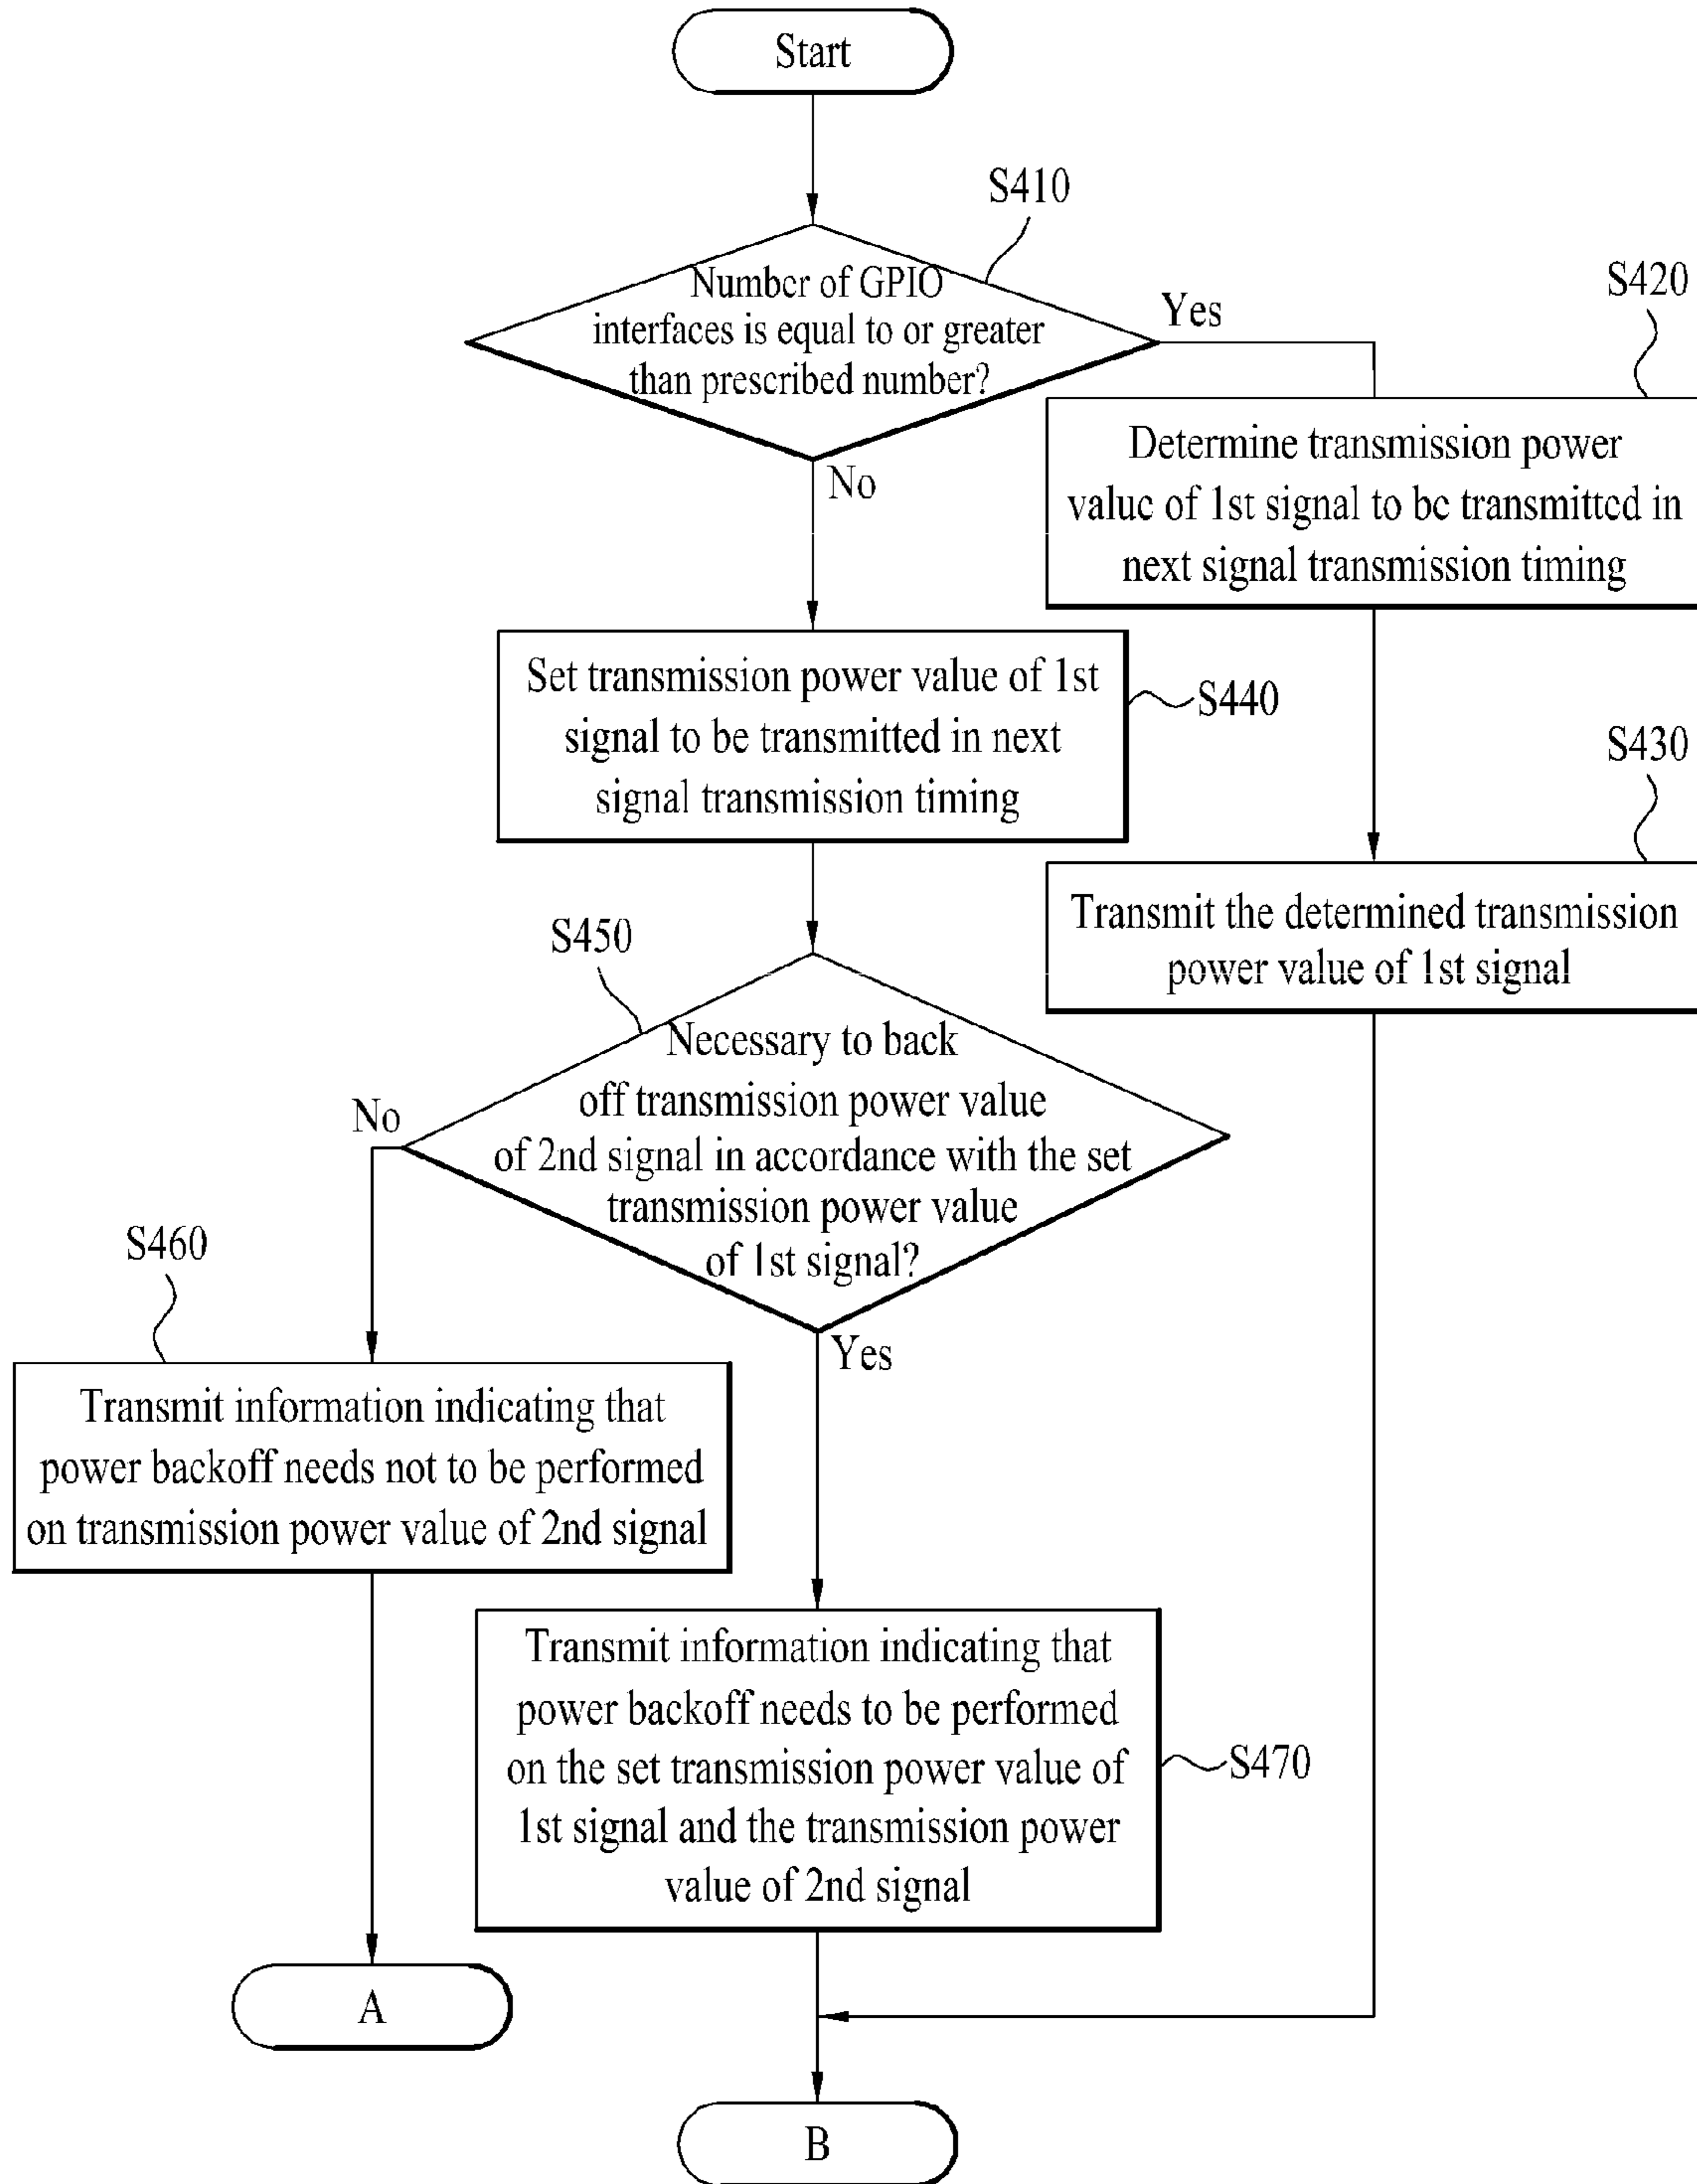 Start
S410
Number of GPIO
interfaces is equal to or greater
than prescribed number?
Yes
No
S420
Determine transmission power
value of 1st signal to be transmitted in
next signal transmission timing
Set transmission power value of 1st
signal to be transmitted in next
signal transmission timing
S440
S430
Transmit the determined transmission
power value of 1st signal
S450
Necessary to back
off transmission power value
of 2nd signal in accordance with the set
transmission power value
of 1st signal?
No
Yes
S460
Transmit information indicating that
power backoff needs not to be performed
on transmission power value of 2nd signal
Transmit information indicating that
power backoff needs to be performed
on the set transmission power value of
1st signal and the transmission power
value of 2nd signal
S470
A
B